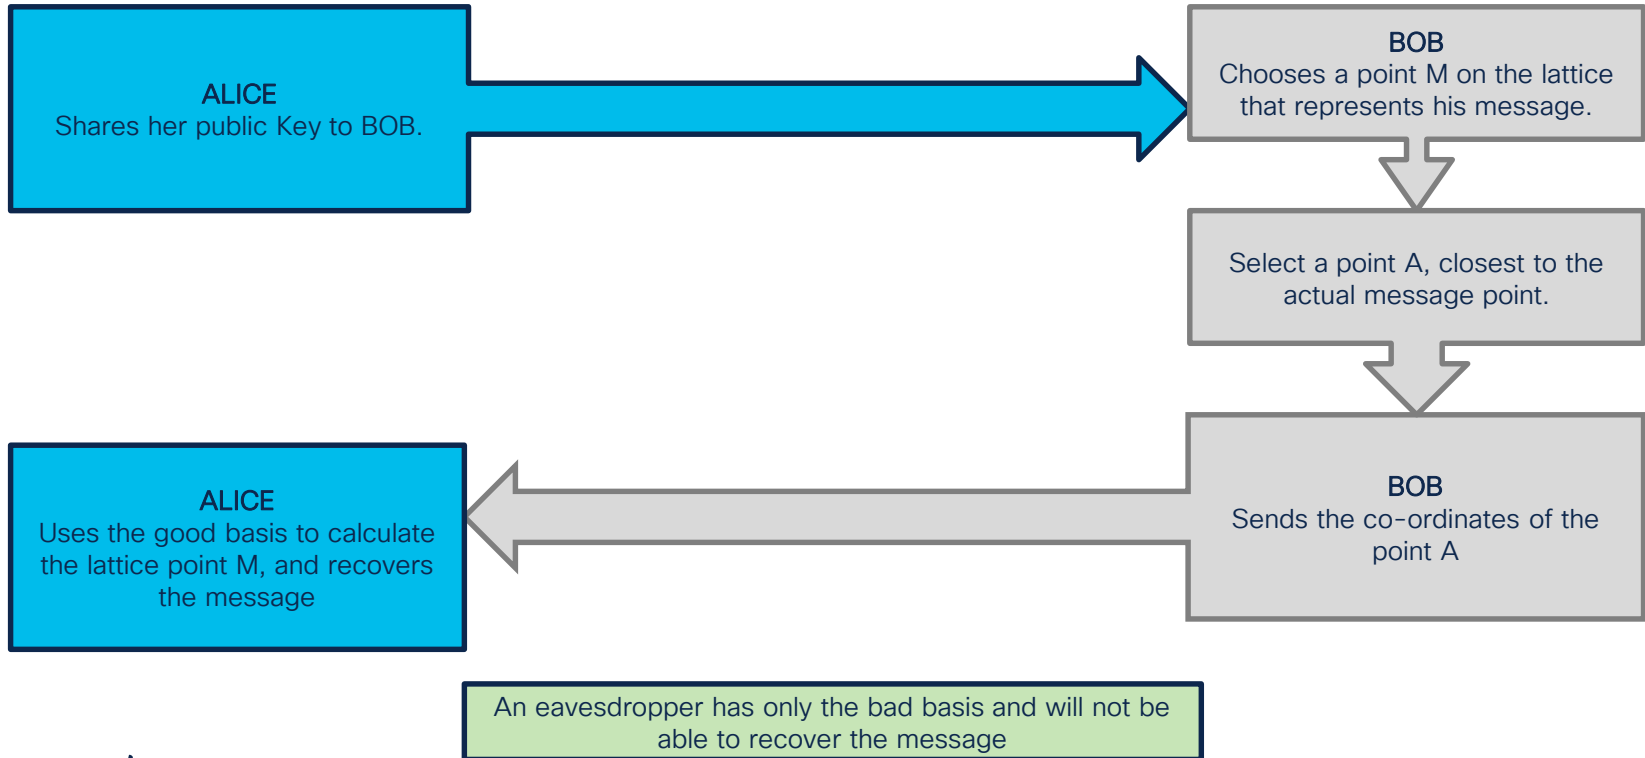 ALICE
Shares her public Key to BOB.
BOB
Chooses a point M on the lattice
that represents his message.
Select a point A, closest to the
actual message point.
BOB
Sends the co-ordinates of the
point A
ALICE
Uses the good basis to calculate
the lattice point M, and recovers
the message
An eavesdropper has only the bad basis and will not be
able to recover the message